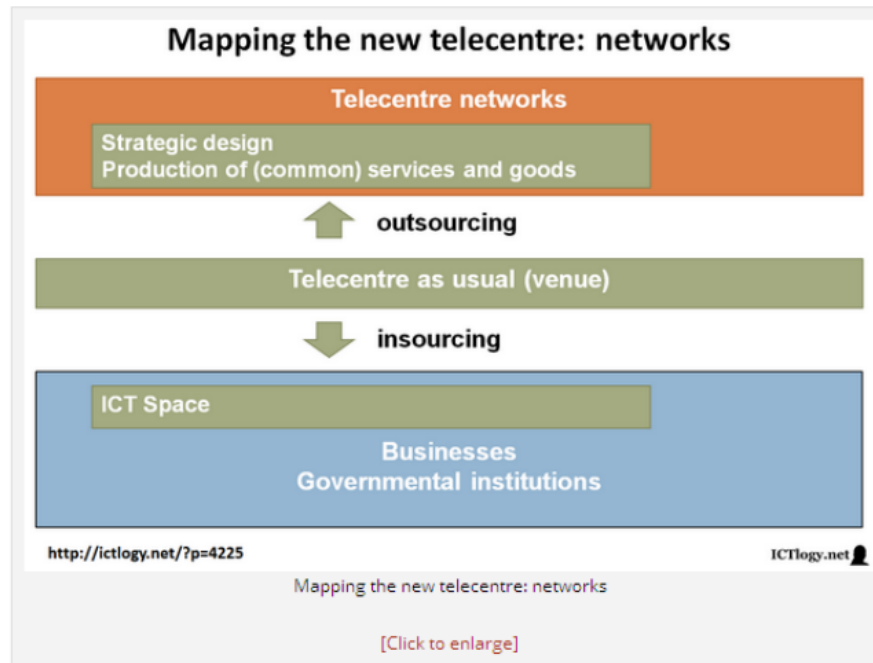 Mapping the new telecentre: networks
Telecentre networks
Strategic design
Production of (common) services and goods
outsourcing
Telecentre as usual (venue)
insourcing
ICT Space
Businesses
Governmental institutions
http://ictlogy.net/?p=4225
ICTlogy.net
Mapping the new telecentre: networks
[Click to enlarge]